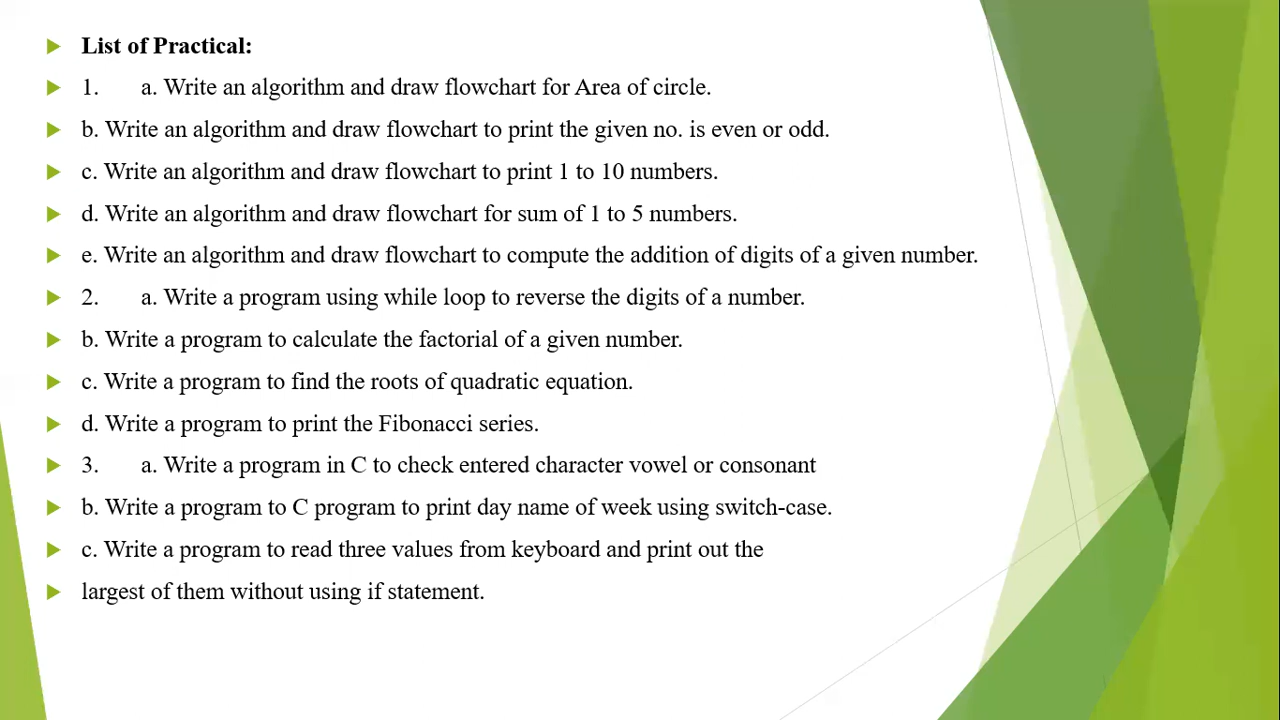 List of Practical:
1. a. Write an algorithm and draw flowchart for Area of circle.
b. Write an algorithm and draw flowchart to print the given no. is even or odd.
c. Write an algorithm and draw flowchart to print 1 to 10 numbers.
d. Write an algorithm and draw flowchart for sum of 1 to 5 numbers.
e. Write an algorithm and draw flowchart to compute the addition of digits of a given number.
2. a. Write a program using while loop to reverse the digits of a number.
b. Write a program to calculate the factorial of a given number.
c. Write a program to find the roots of quadratic equation.
d. Write a program to print the Fibonacci series.
3. a. Write a program in C to check entered character vowel or consonant
b. Write a program to C program to print day name of week using switch-case.
c. Write a program to read three values from keyboard and print out the
largest of them without using if statement.